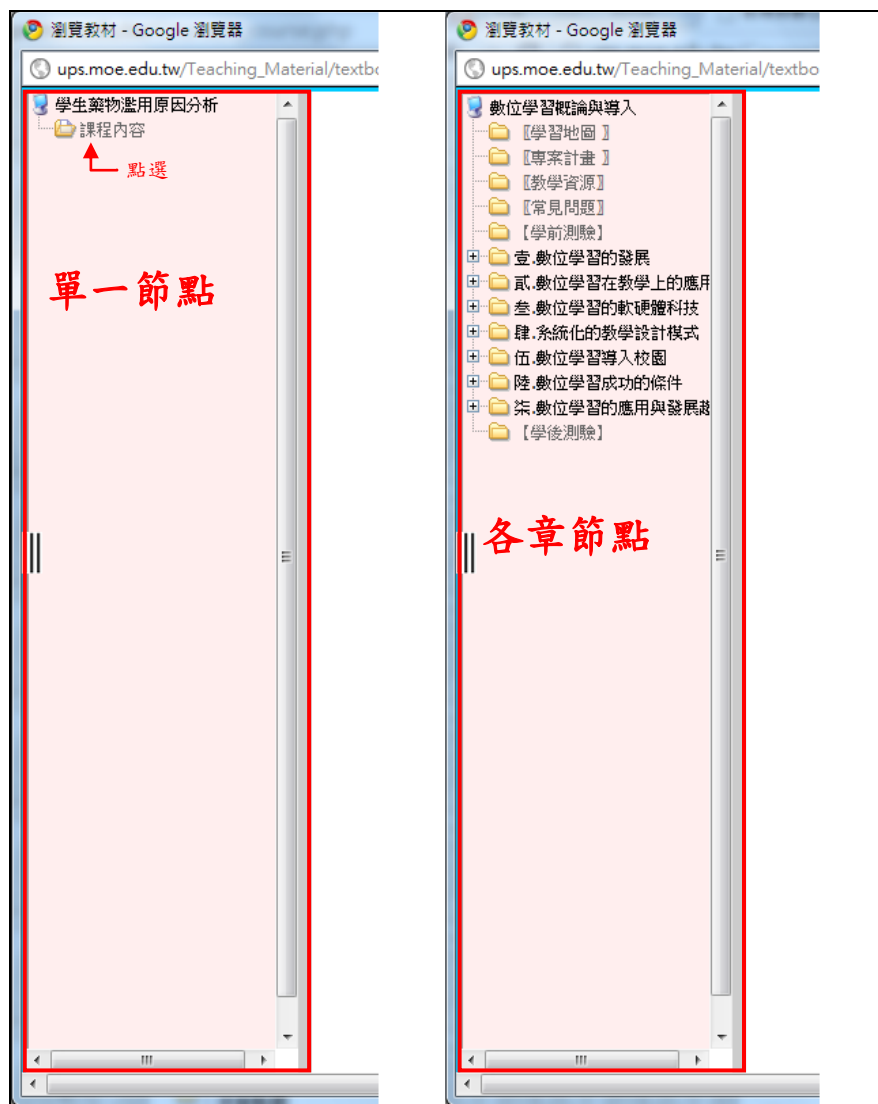 瀏覽教材 - Google 瀏覽器
ups.moe.edu.tw/Teaching_Material/textbo
學生藥物濫用原因分析
課程內容
點選
單一節點
瀏覽教材 - Google 瀏覽器
ups.moe.edu.tw/Teaching_Material/textbo
數位學習概論與導入
〖學習地圖 〗
〖專案計畫 〗
〖教學資源〗
〖常見問題〗
【學前測驗】
壹.數位學習的發展
貳.數位學習在教學上的應用
叁.數位學習的軟硬體科技
肆.系統化的教學設計模式
伍.數位學習導入校園
陸.數位學習成功的條件
柒.數位學習的應用與發展趨
【學後測驗】
各章節點